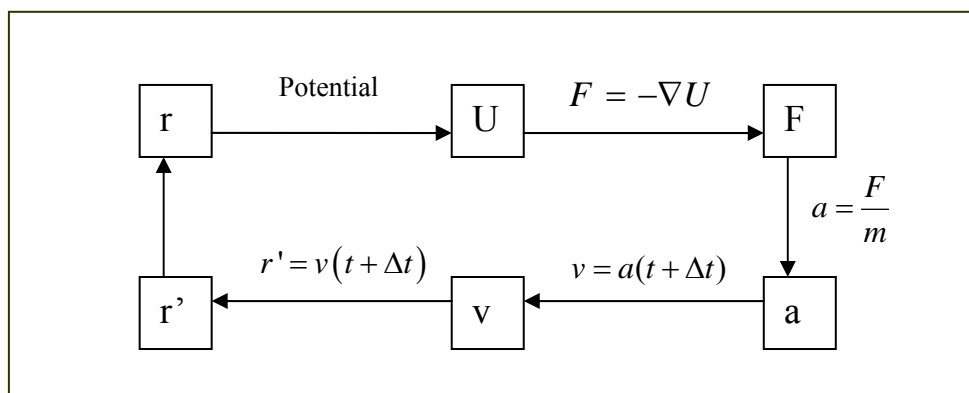 Potential
r
U
F = −∇U
F
a = F/m
r' = v(t + Δt)
v = a(t + Δt)
r’
v
a